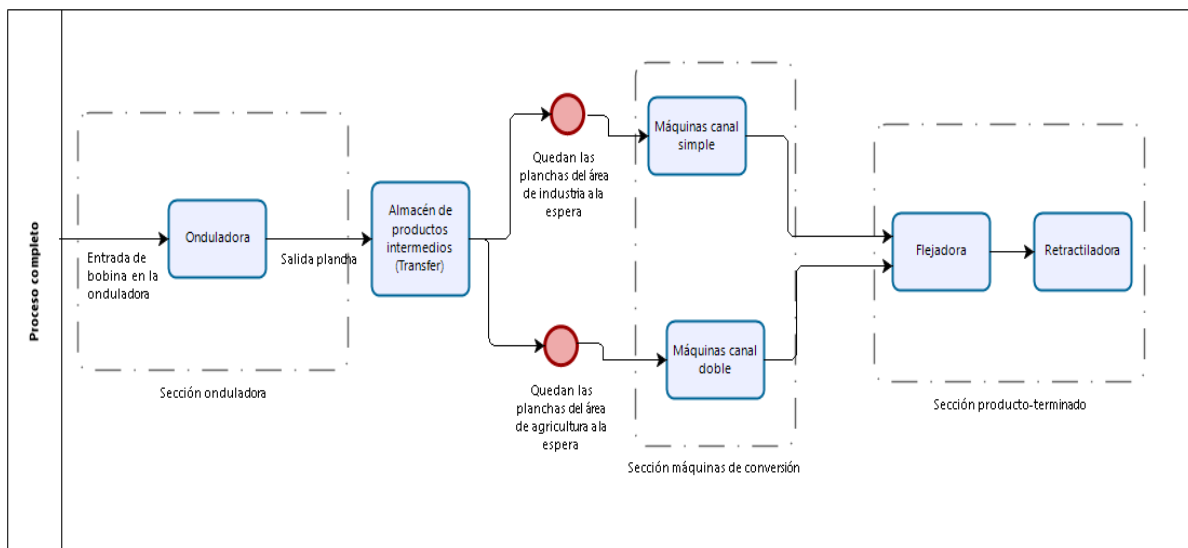 Proceso completo
Onduladora
Entrada de
bobina en la
onduladora
Salida plancha
Sección onduladora
Almacén de
productos
intermedios
(Transfer)
Quedan las
planchas del área
de industria a la
espera
Quedan las
planchas del área
de agricultura a la
espera
Máquinas canal
simple
Máquinas canal
doble
Sección máquinas de conversión
Flejadora
Retractiladora
Sección producto-terminado